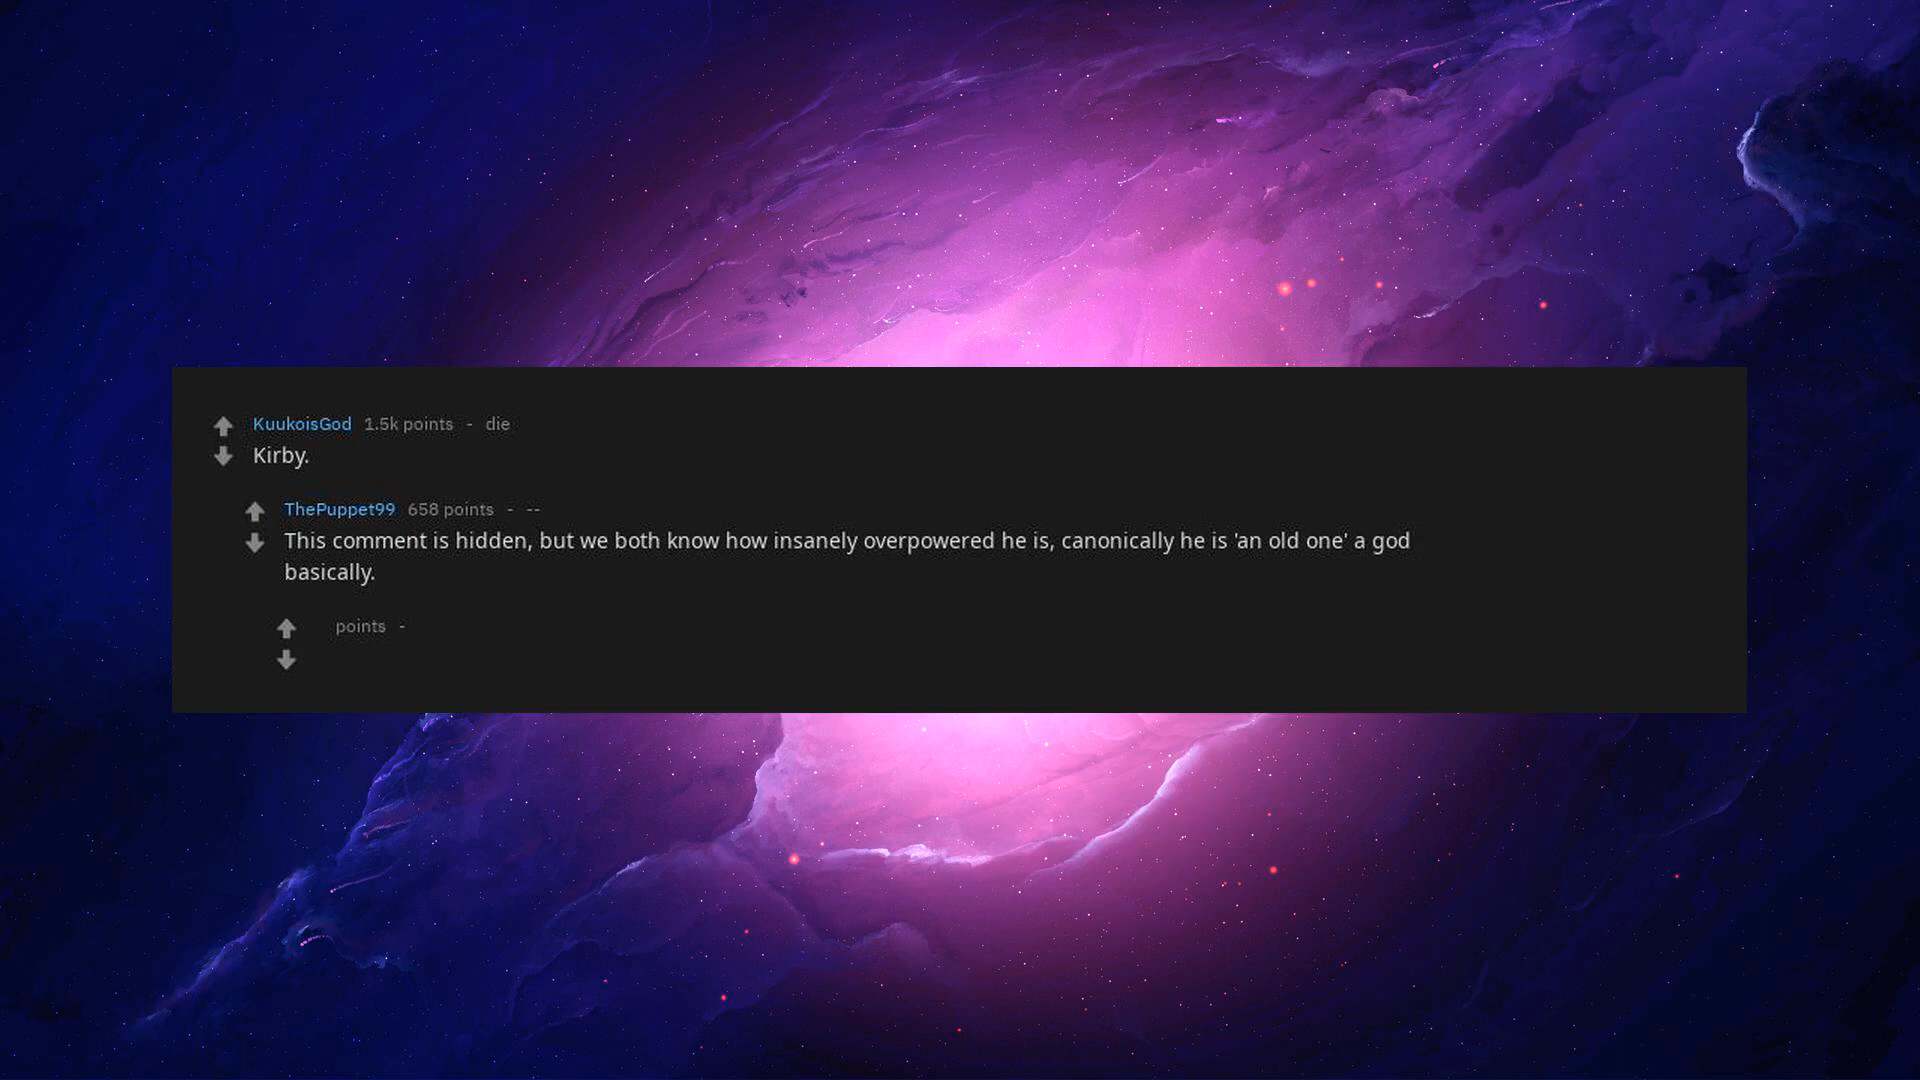 KuukoisGod 1.5k points - die
Kirby.
ThePuppet99 658 points - --
This comment is hidden, but we both know how insanely overpowered he is, canonically he is 'an old one' a god
basically.
points -